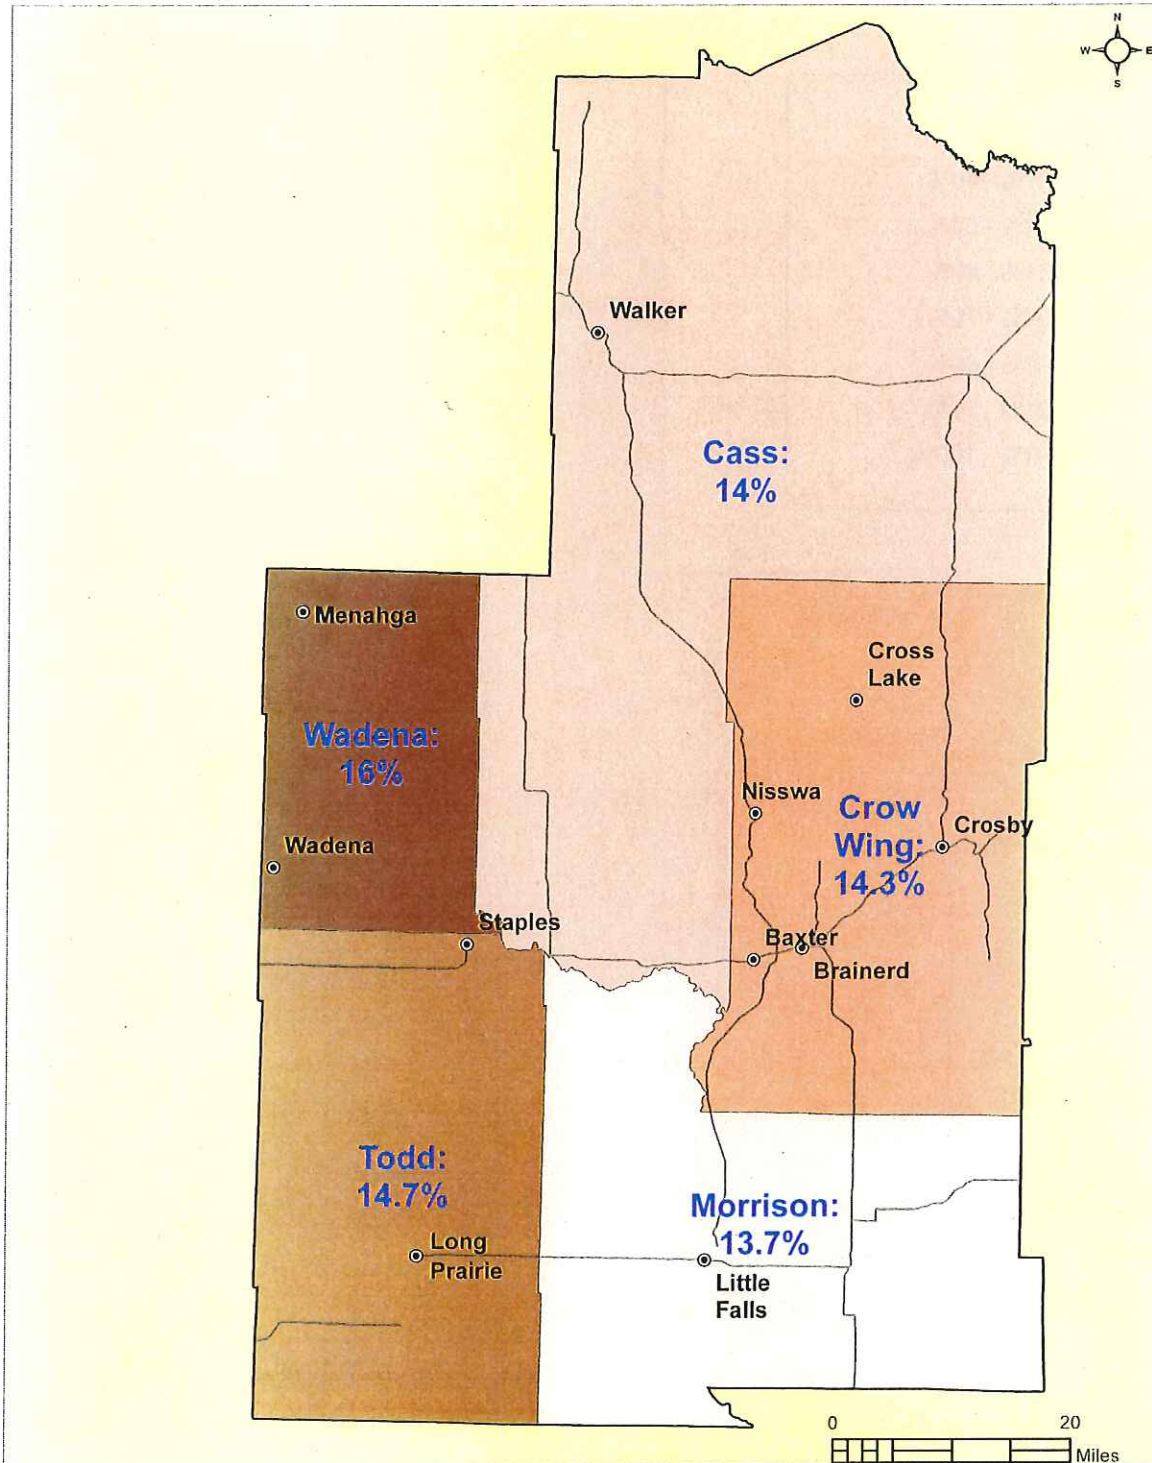 N
W E
S
Walker
Cass:
14%
Menahga
Cross
Lake
Wadena:
16%
Nisswa
Crow
Wing:
14.3%
Crosby
Wadena
Staples
Baxter
Brainerd
Todd:
14.7%
Morrison:
13.7%
Long
Prairie
Little
Falls
0 20
Miles